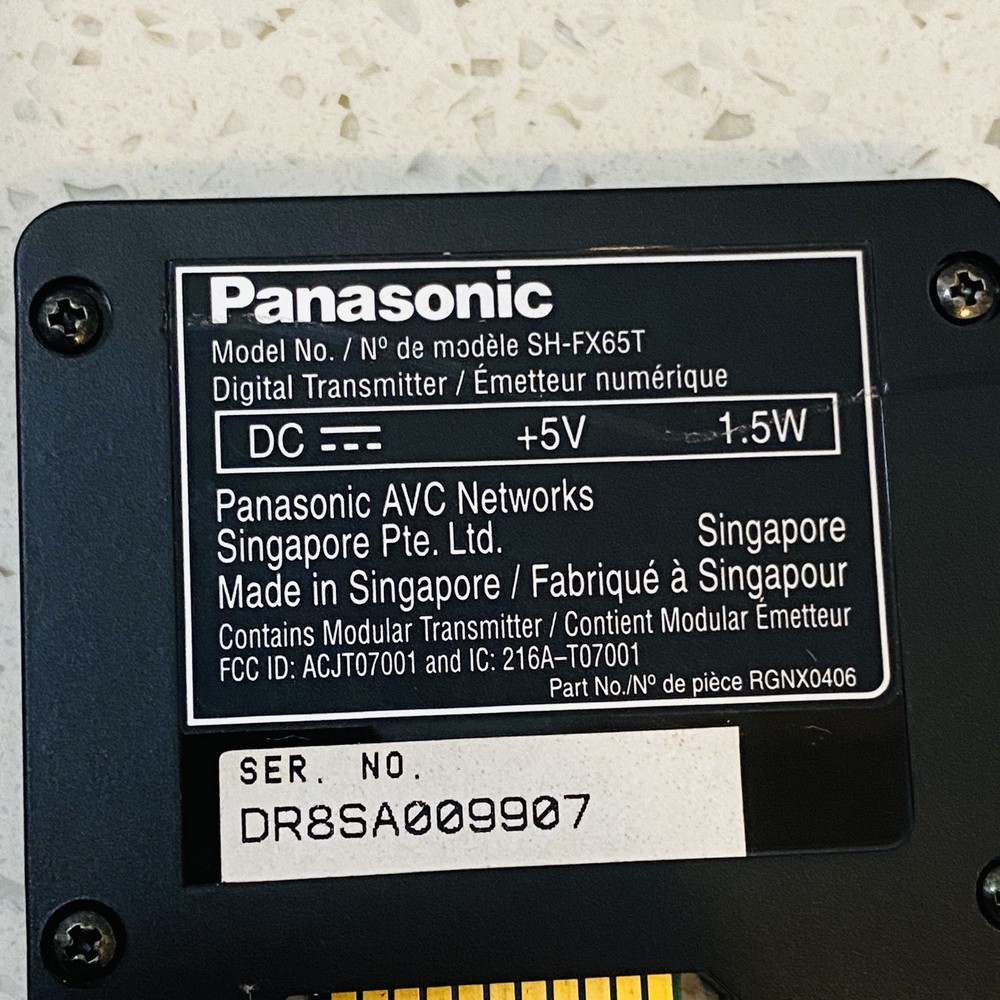 Panasonic
Model No. / Nº de modèle SH-FX65T
Digital Transmitter / Émetteur numérique
DC +5V 1.5W
Panasonic AVC Networks
Singapore Pte. Ltd. Singapore
Made in Singapore / Fabriqué à Singapour
Contains Modular Transmitter / Contient Modular Émetteur
FCC ID: ACJT07001 and IC: 216A–T07001
Part No./Nº de pièce RGNX0406
SER. NO.
DR8SA009907